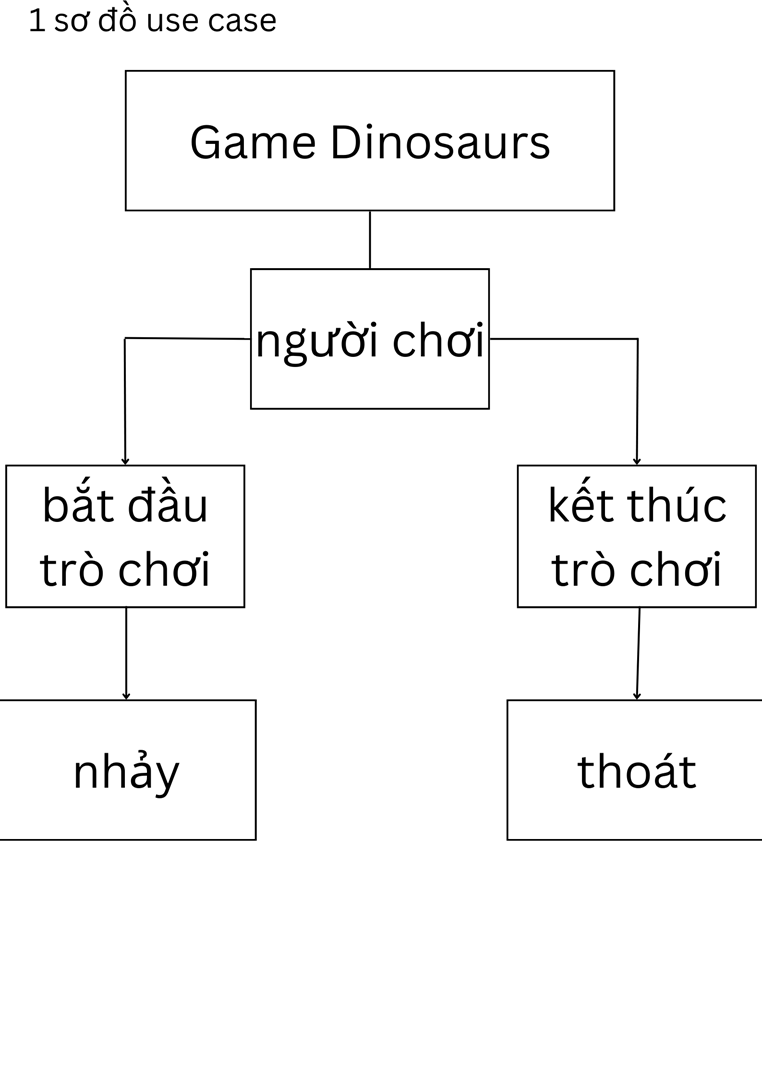 1 sơ đồ use case
Game Dinosaurs
người chơi
bắt đầu
trò chơi
kết thúc
trò chơi
nhảy
thoát